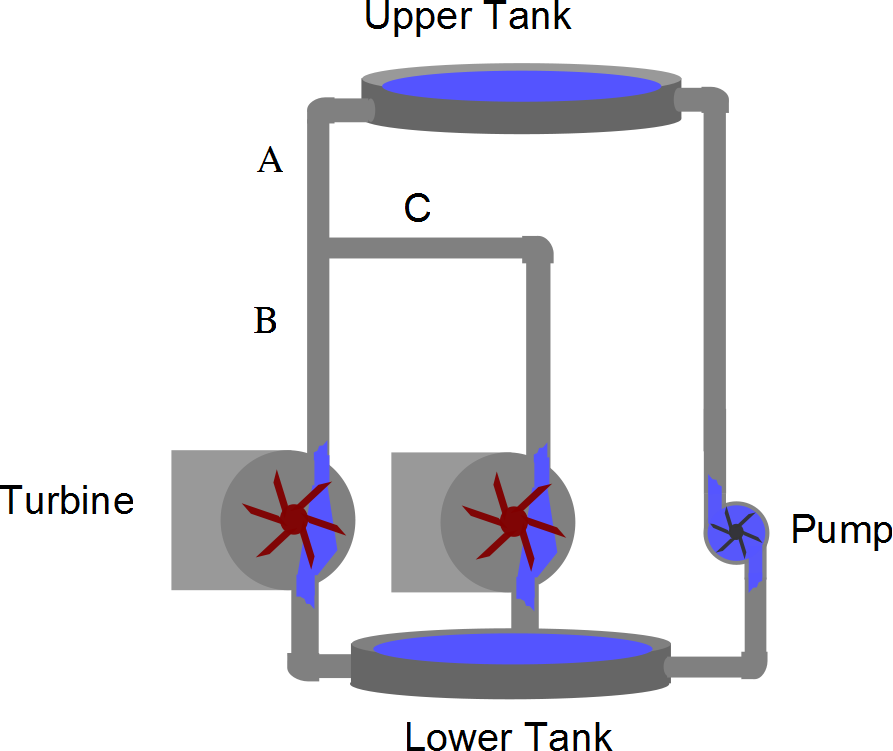 Upper Tank
A
C
B
Turbine
Pump
Lower Tank